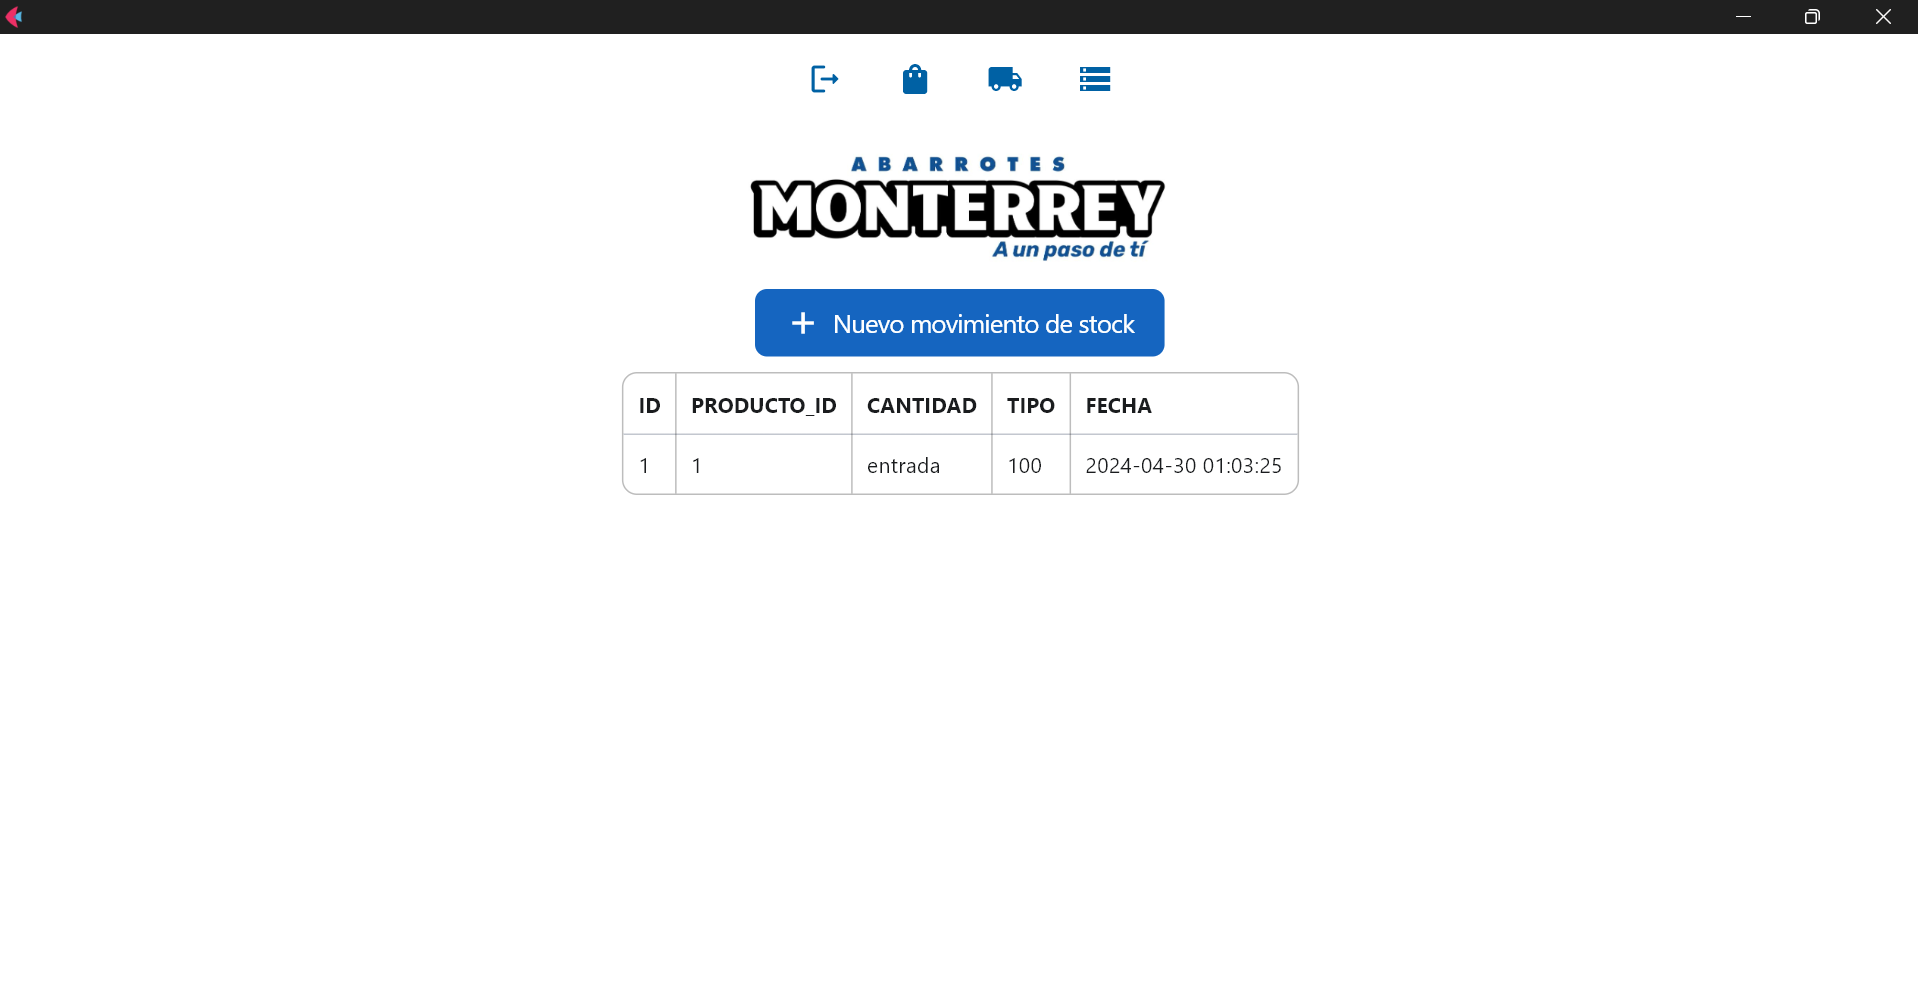 ABARROTES
MONTERREY
A un paso de tí
Nuevo movimiento de stock
ID PRODUCTO_ID CANTIDAD TIPO FECHA
1 1 entrada 100 2024-04-30 01:03:25